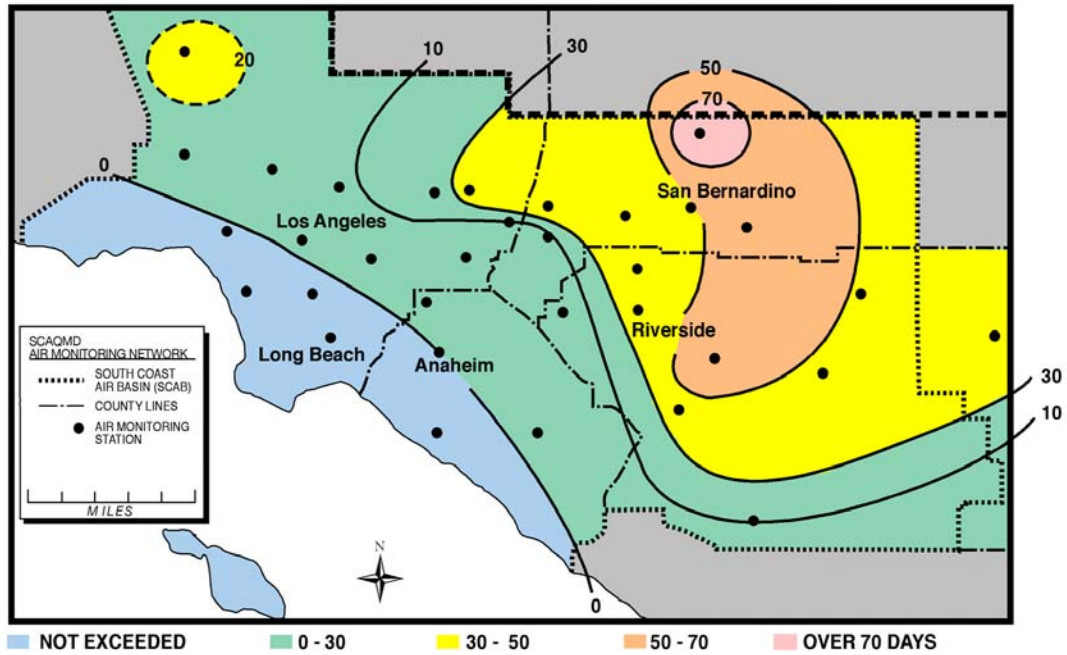 10
30
50
20
70
0
San Bernardino
Los Angeles
Riverside
Long Beach
Anaheim
SCAQMD
AIR MONITORING NETWORK
SOUTH COAST
AIR BASIN (SCAB)
COUNTY LINES
AIR MONITORING
STATION
MILES
30
10
N
0
NOT EXCEEDED
0 - 30
30 - 50
50 - 70
OVER 70 DAYS